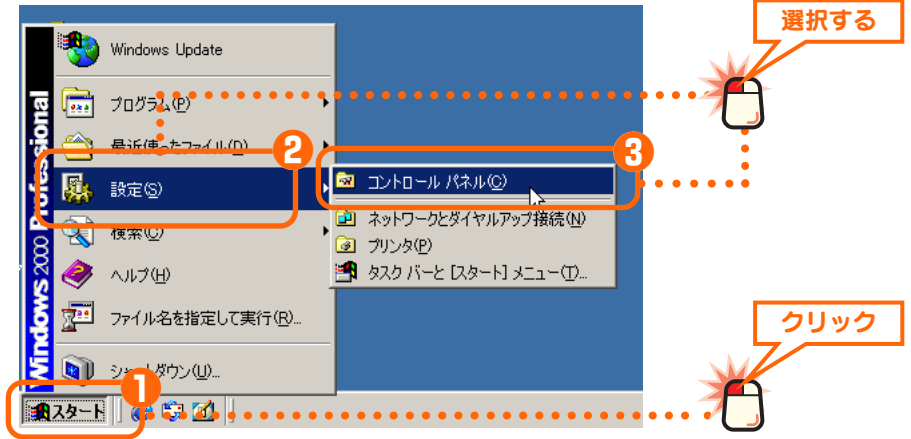 選択する
Windows Update
プログラム(P)
最近使ったファイル(D)
2
3
設定(S)
コントロール パネル(C)
ネットワークとダイヤルアップ接続(N)
検索(C)
プリンタ(P)
ヘルプ(H)
タスク バーと [スタート] メニュー(T)...
ファイル名を指定して実行(R)...
クリック
シャットダウン(U)...
1
スタート
Windows 2000 Professional